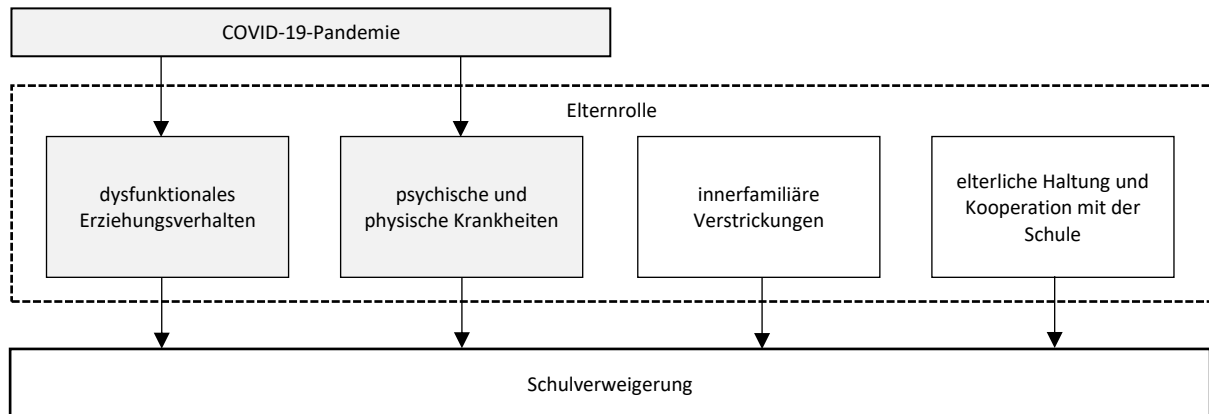 COVID-19-Pandemie
Elternrolle
dysfunktionales
Erziehungsverhalten
psychische und
physische Krankheiten
innerfamiliäre
Verstrickungen
elterliche Haltung und
Kooperation mit der
Schule
Schulverweigerung